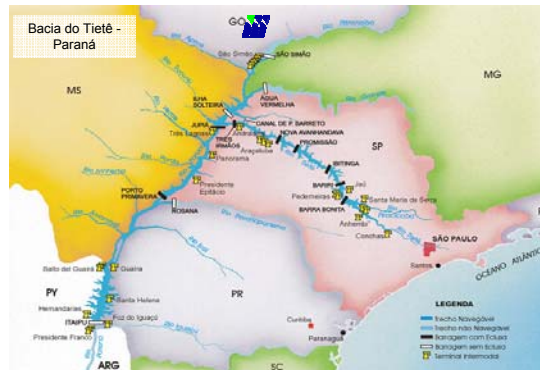 Bacia do Tietê -
Paraná
GO
MG
MS
São Simão
SÃO SIMÃO
ILHA
SOLTEIRA
ÁGUA
VERMELHA
JUPIÁ
Três Lagoas
TRÊS
IRMÃOS
CANAL DE P. BARRETO
Andradina
NOVA AVANHANDAVA
Araçatuba
PROMISSÃO
SP
Panorama
IBITINGA
Presidente
Epitácio
BARIRI
Jaú
Pederneiras
Santa Maria da Serra
PORTO
PRIMAVERA
BARRA BONITA
ROSANA
Anhembi
Conchas
SÃO PAULO
Santos
OCEANO ATLÂNTICO
Salto del Guairá
Guaíra
PY
PR
Santa Helena
Hernandarias
ITAIPU
Foz do Iguaçu
Presidente Franco
Curitiba
Paranaguá
ARG
SC
LEGENDA
Trecho Navegável
Trecho não Navegável
Barragem com Eclusa
Barragem sem Eclusa
Terminal Intermodal